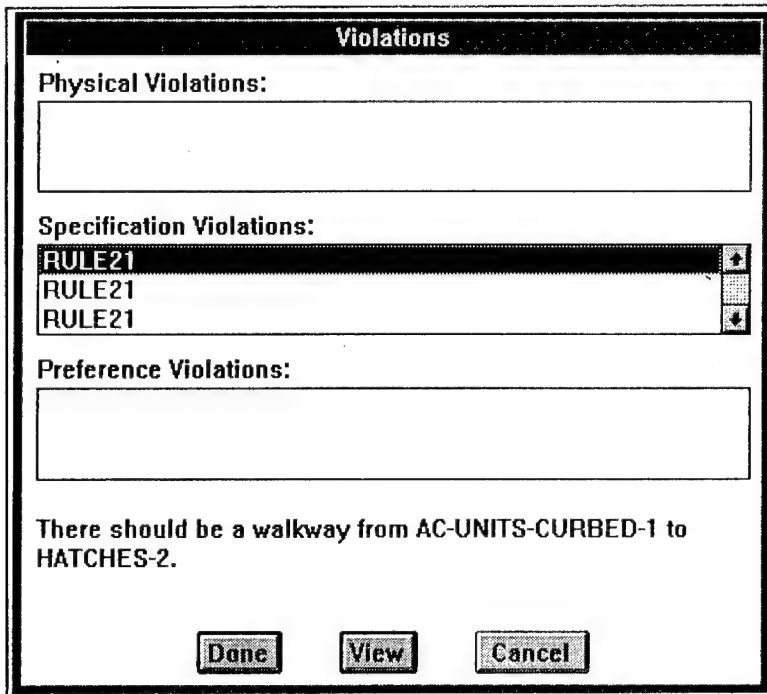 Violations
Physical Violations:
Specification Violations:
RULE21
RULE21
RULE21
Preference Violations:
There should be a walkway from AC-UNITS-CURBED-1 to
HATCHES-2.
Done View Cancel